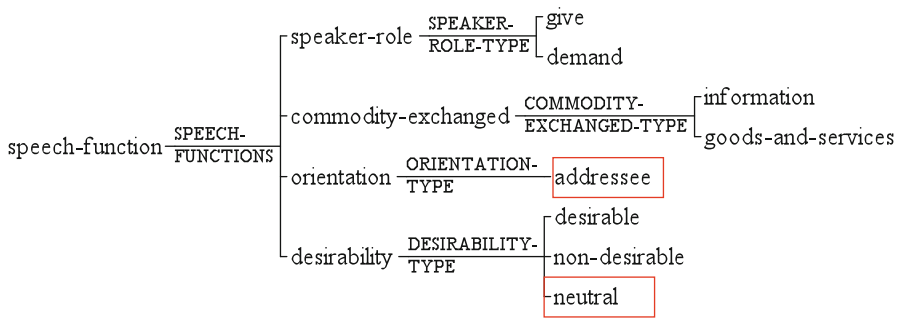 speaker-role SPEAKER-ROLE-TYPE give
demand
commodity-exchanged COMMODITY-EXCHANGED-TYPE information
goods-and-services
speech-function SPEECH-FUNCTIONS
orientation ORIENTATION-TYPE addressee
desirability DESIRABILITY-TYPE desirable
non-desirable
neutral